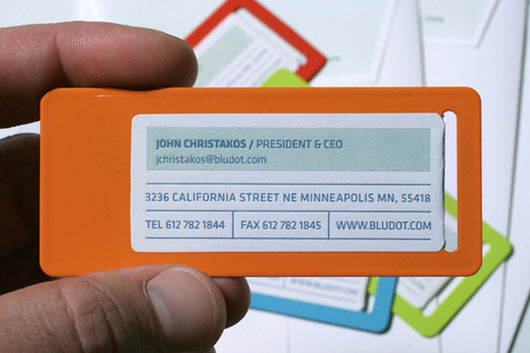 JOHN CHRISTAKOS / PRESIDENT & CEO
jchristakos@bludot.com
3236 CALIFORNIA STREET NE MINNEAPOLIS MN, 55418
TEL 612 782 1844 FAX 612 782 1845 WWW.BLUDOT.COM